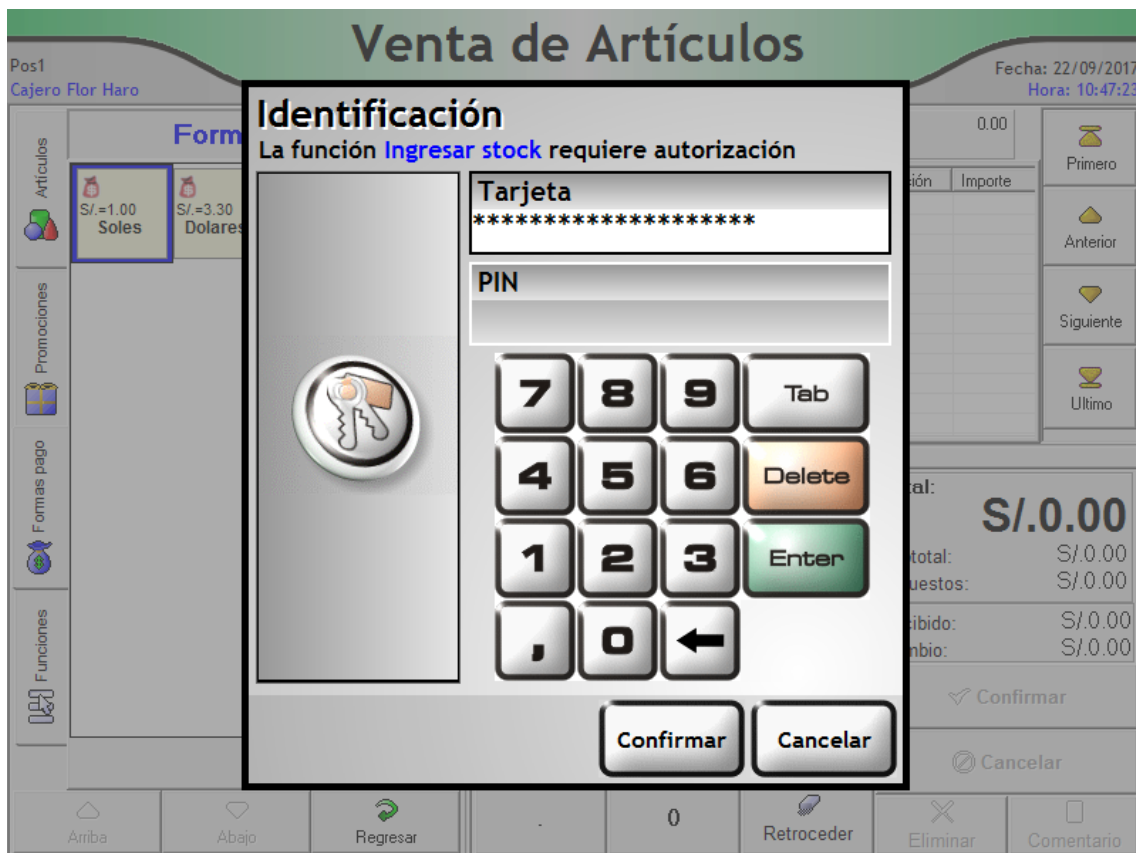 Venta de Artículos
Pos1
Cajero Flor Haro
Fecha: 22/09/2017
Hora: 10:47:23
Identificación
La función Ingresar stock requiere autorización
Tarjeta
********************
PIN
7 8 9 Tab
4 5 6 Delete
1 2 3 Enter
, 0
Confirmar Cancelar
Form
Artículos
Promociones
Formas pago
Funciones
S/.=1.00
Soles
S/.=3.30
Dolares
0.00
ión Importe
Primero
Anterior
Siguiente
Ultimo
tal:
S/.0.00
total: S/.0.00
uestos: S/.0.00
ibido: S/.0.00
mbio: S/.0.00
Confirmar
Cancelar
Arriba Abajo Regresar . 0 Retroceder Eliminar Comentario